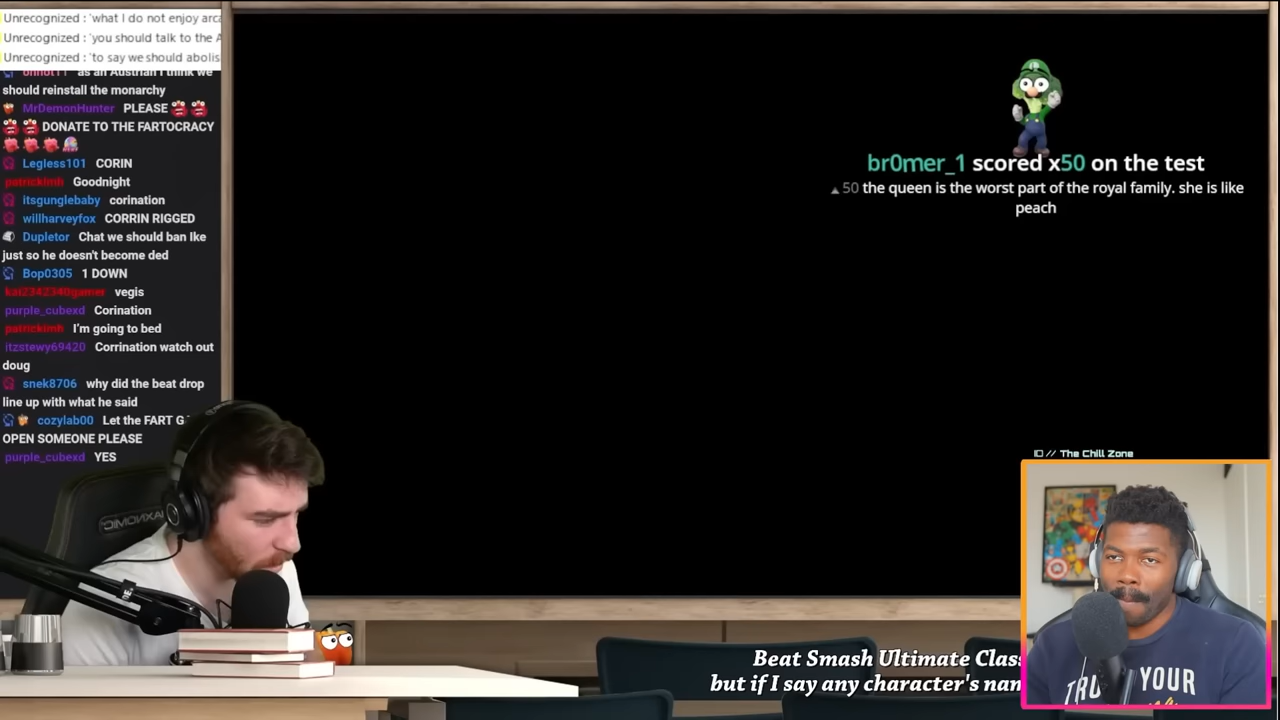 Unrecognized : 'what I do not enjoy arca
Unrecognized : 'you should talk to the A
Unrecognized : 'to say we should abolis
as an Austrian I think we
should reinstall the monarchy
MrDemonHunter PLEASE
DONATE TO THE FARTOCRACY
Legless101 CORIN
patrickimh Goodnight
itsgunglebaby corination
willharveyfox CORRIN RIGGED
Dupletor Chat we should ban Ike
just so he doesn't become ded
Bop0305 1 DOWN
kai2342340gamer vegis
purple_cubexd Corination
patrickimh I'm going to bed
itzstewy69420 Corrination watch out
doug
snek8706 why did the beat drop
line up with what he said
cozylab00 Let the FART G
OPEN SOMEONE PLEASE
purple_cubexd YES
br0mer_1 scored x50 on the test
50 the queen is the worst part of the royal family. she is like
peach
// The Chill Zone
Beat Smash Ultimate Clas
but if I say any character's nam
TRU YOUR